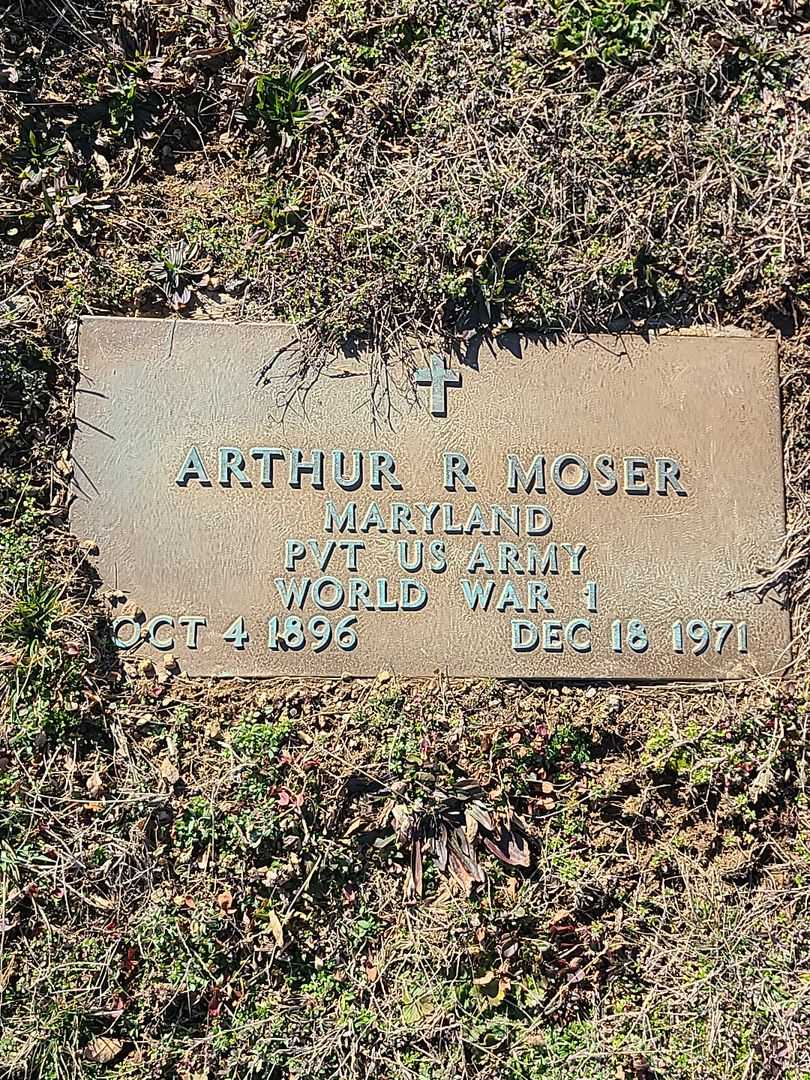 ARTHUR R MOSER
MARYLAND
PVT US ARMY
WORLD WAR 1
OCT 4 1896 DEC 18 1971